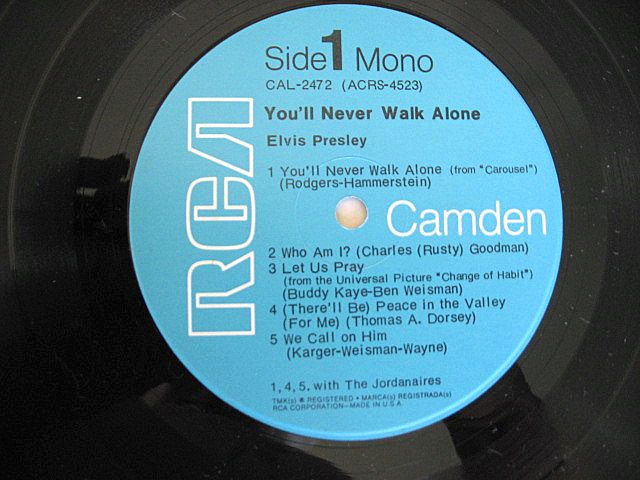 Side 1 Mono
CAL-2472 (ACRS-4523)
You'll Never Walk Alone
Elvis Presley
1 You'll Never Walk Alone (from "Carousel")
(Rodgers-Hammerstein)
RCA
Camden
2 Who Am I? (Charles (Rusty) Goodman)
3 Let Us Pray
(from the Universal Picture "Change of Habit")
(Buddy Kaye-Ben Weisman)
4 (There'll Be) Peace in the Valley
(For Me) (Thomas A. Dorsey)
5 We Call on Him
(Karger-Weisman-Wayne)
1, 4, 5, with The Jordanaires
TMK(s) ® REGISTERED • MARCA(s) REGISTRADA(s)
RCA CORPORATION—MADE IN U.S.A.